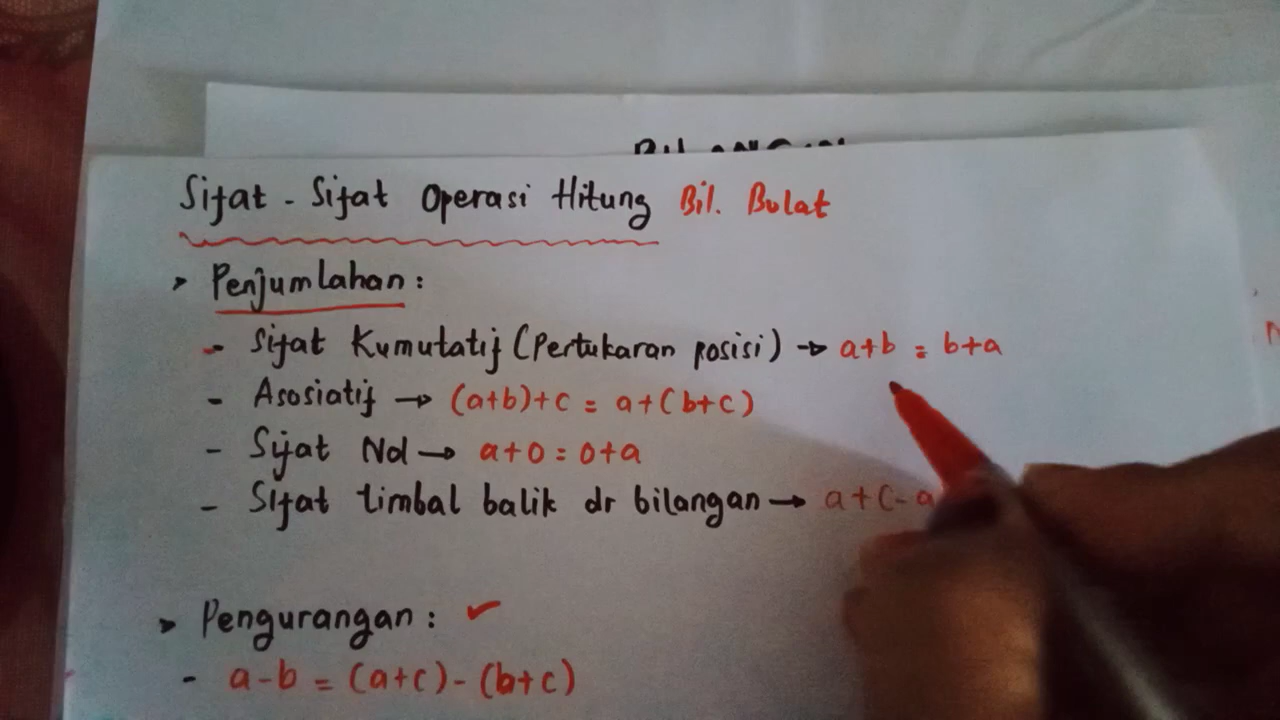 Sifat - Sifat Operasi Hitung Bil. Bulat
➤ Penjumlahan :
- Sifat Kumutatif (Pertukaran posisi) → a+b = b+a
- Asosiatif → (a+b)+c = a+(b+c)
- Sifat Nol → a+0 = 0+a
- Sifat timbal balik dr bilangan → a+(-a
➤ Pengurangan : ✓
- a-b = (a+c)-(b+c)